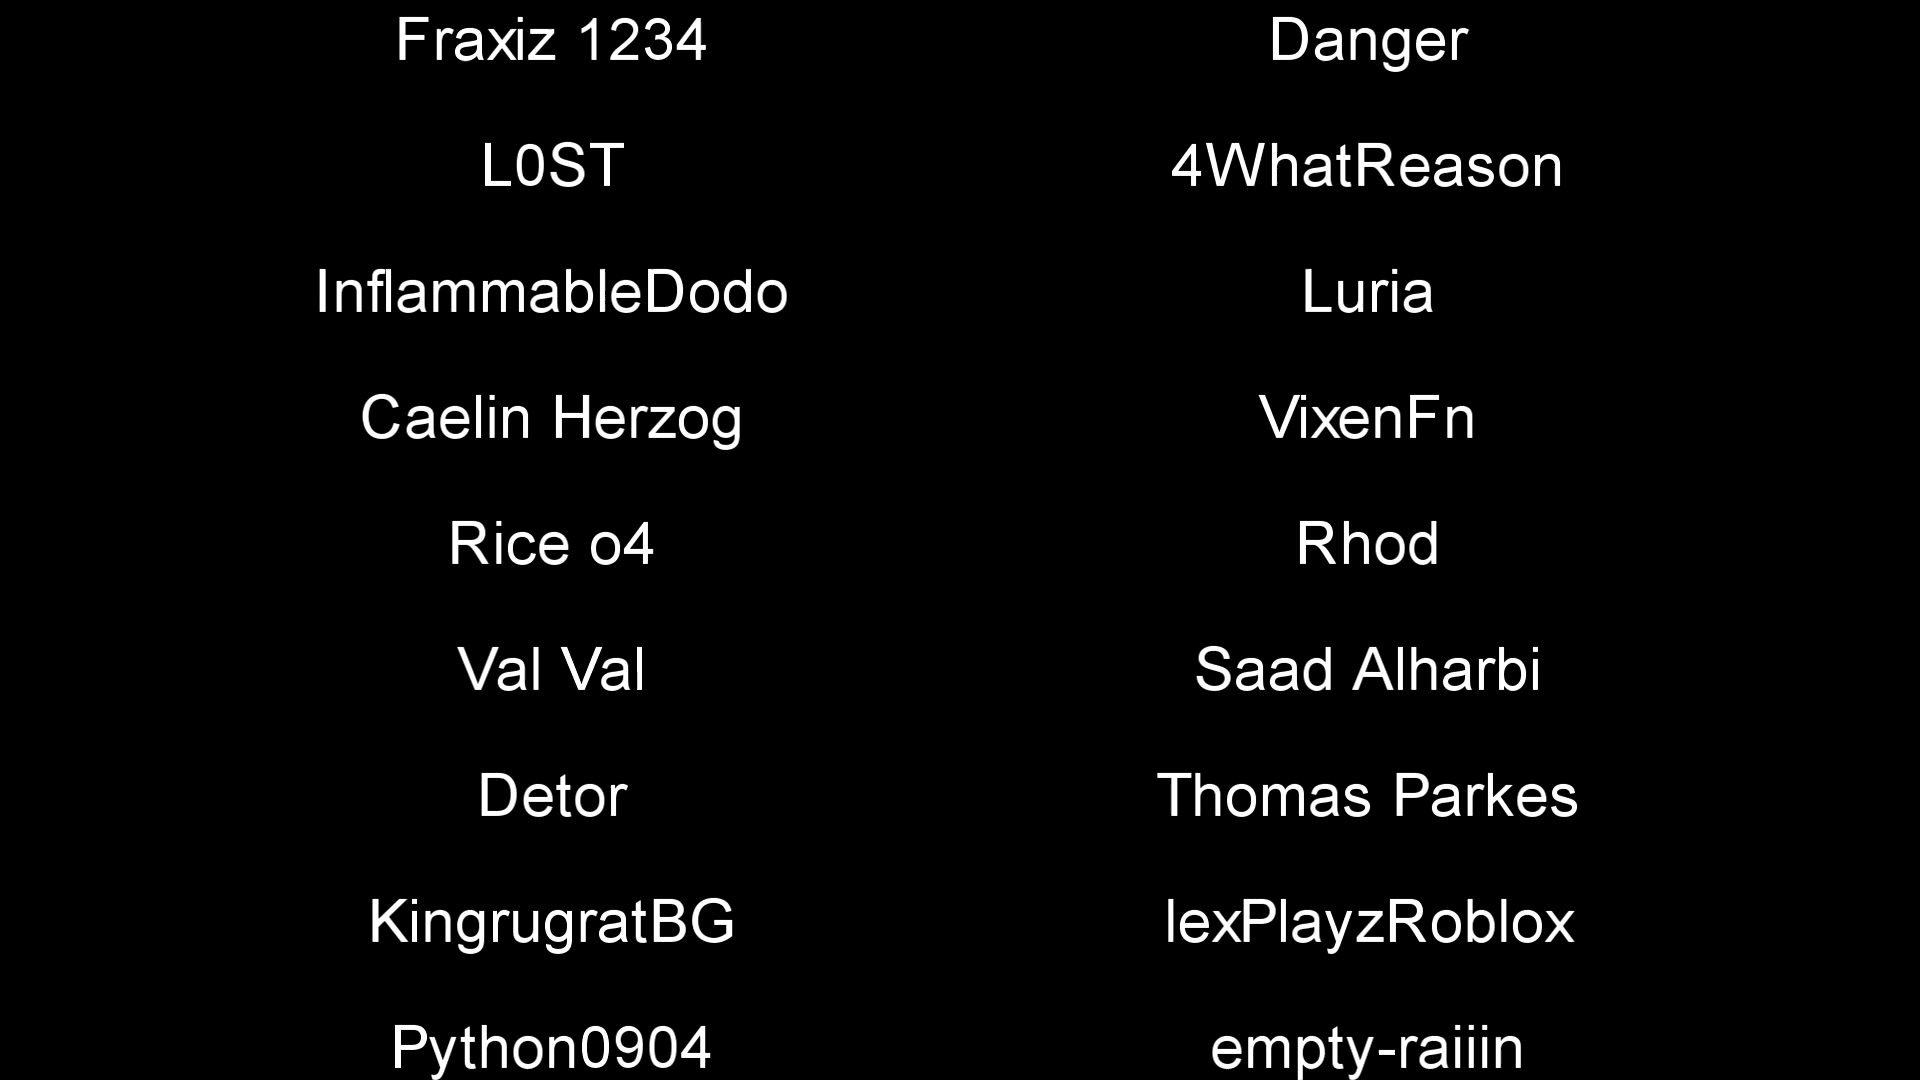 Fraxiz 1234
Danger
L0ST
4WhatReason
InflammableDodo
Luria
Caelin Herzog
VixenFn
Rice o4
Rhod
Val Val
Saad Alharbi
Detor
Thomas Parkes
KingrugratBG
lexPlayzRoblox
Python0904
empty-raiiin